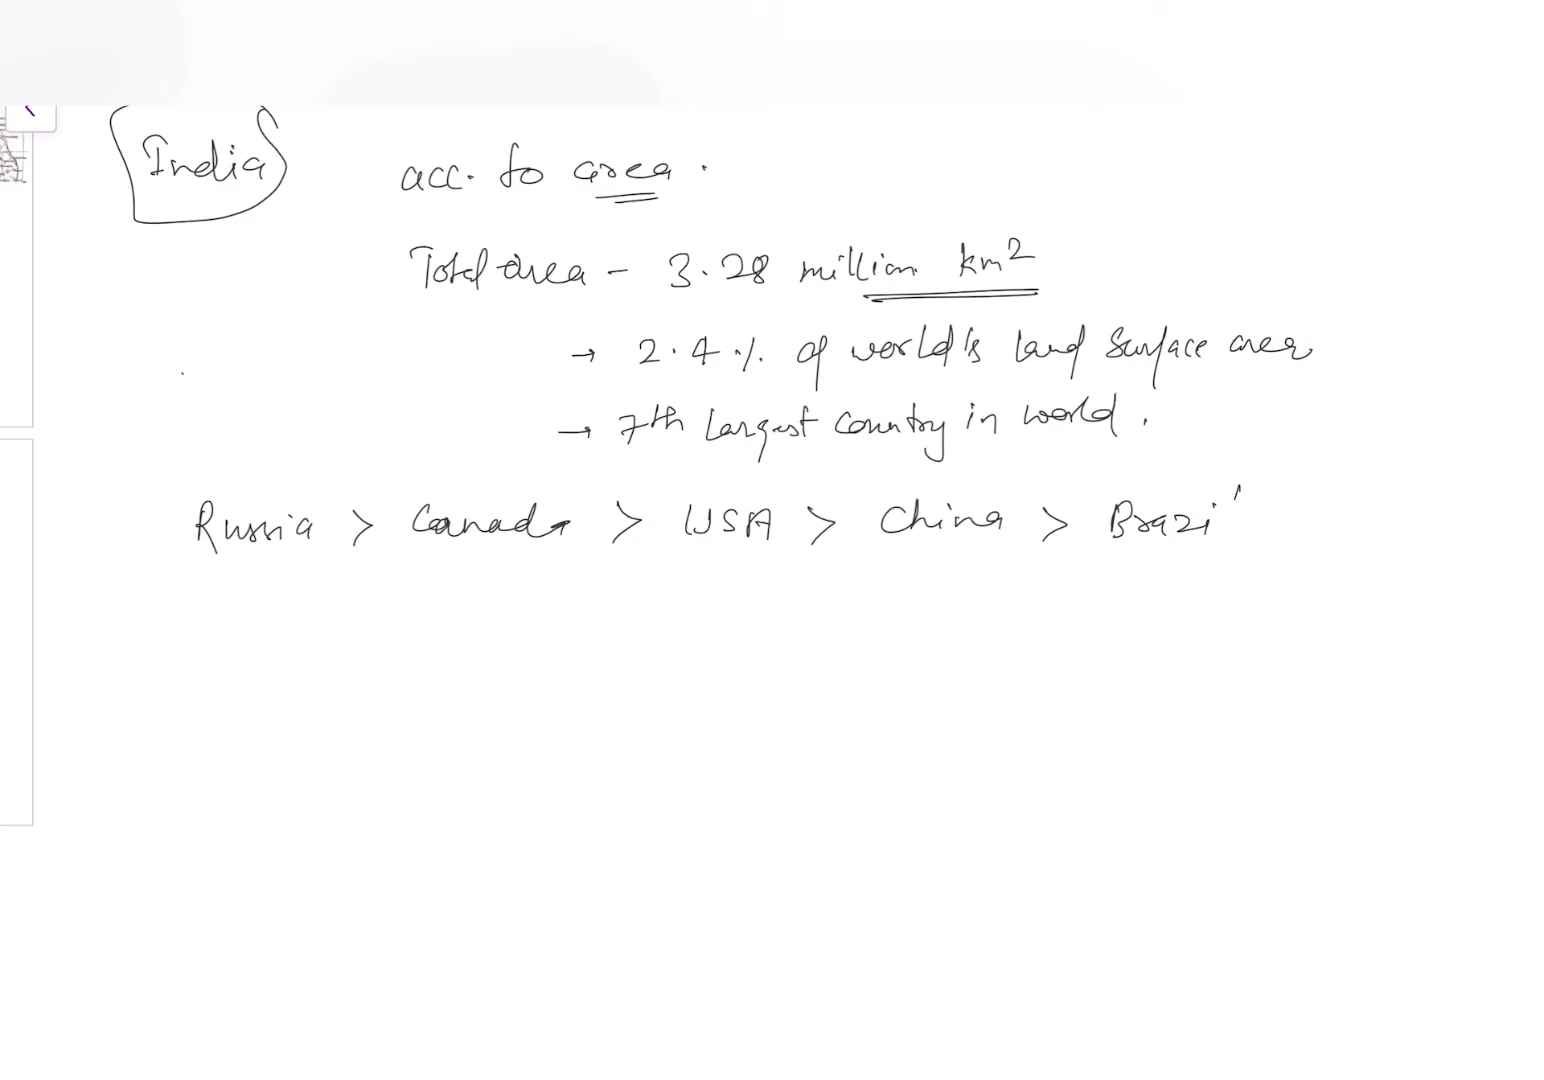 India acc. to area.
Total area - 3.28 million km²
→ 2.4 % of world's land surface area
→ 7th largest country in world.
Russia > Canada > USA > China > Brazi